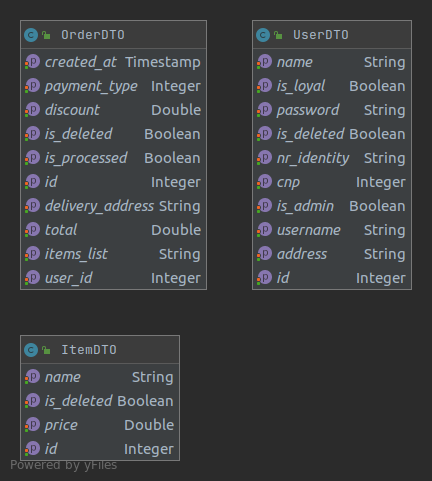 OrderDTO
created_at Timestamp
payment_type Integer
discount Double
is_deleted Boolean
is_processed Boolean
id Integer
delivery_address String
total Double
items_list String
user_id Integer
UserDTO
name String
is_loyal Boolean
password String
is_deleted Boolean
nr_identity String
cnp Integer
is_admin Boolean
username String
address String
id Integer
ItemDTO
name String
is_deleted Boolean
price Double
id Integer
Powered by yFiles